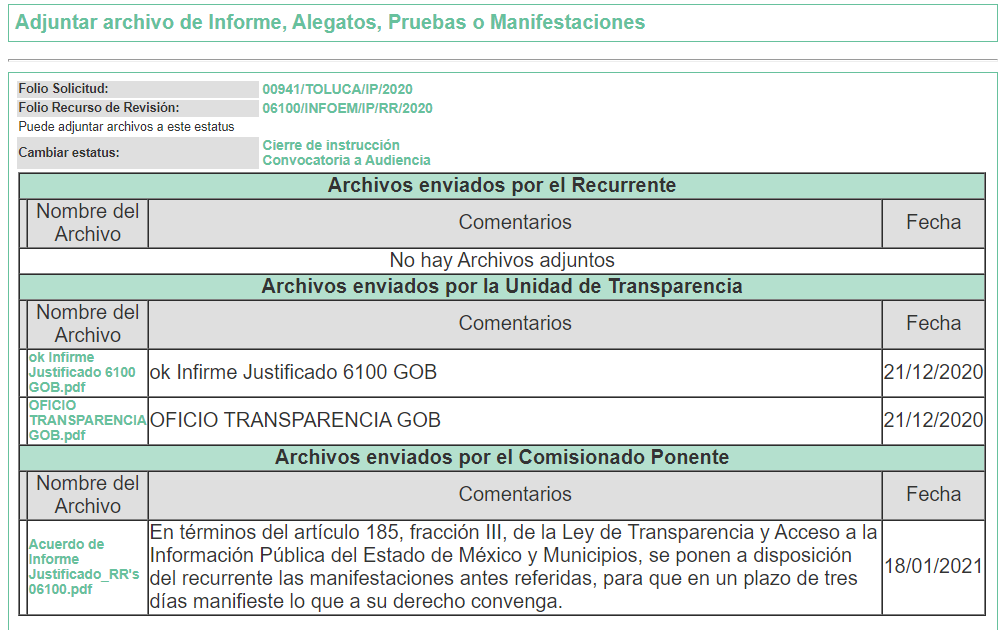 Adjuntar archivo de Informe, Alegatos, Pruebas o Manifestaciones
Folio Solicitud: 00941/TOLUCA/IP/2020
Folio Recurso de Revisión: 06100/INFOEM/IP/RR/2020
Puede adjuntar archivos a este estatus
Cambiar estatus: Cierre de instrucción
Convocatoria a Audiencia
Archivos enviados por el Recurrente
Nombre del Archivo Comentarios Fecha
No hay Archivos adjuntos
Archivos enviados por la Unidad de Transparencia
Nombre del Archivo Comentarios Fecha
ok Infirme
Justificado 6100
GOB.pdf
ok Infirme Justificado 6100 GOB 21/12/2020
OFICIO
TRANSPARENCIA
GOB.pdf
OFICIO TRANSPARENCIA GOB 21/12/2020
Archivos enviados por el Comisionado Ponente
Nombre del Archivo Comentarios Fecha
Acuerdo de
Informe
Justificado_RR's
06100.pdf
En términos del artículo 185, fracción III, de la Ley de Transparencia y Acceso a la
Información Pública del Estado de México y Municipios, se ponen a disposición
del recurrente las manifestaciones antes referidas, para que en un plazo de tres
días manifieste lo que a su derecho convenga.
18/01/2021